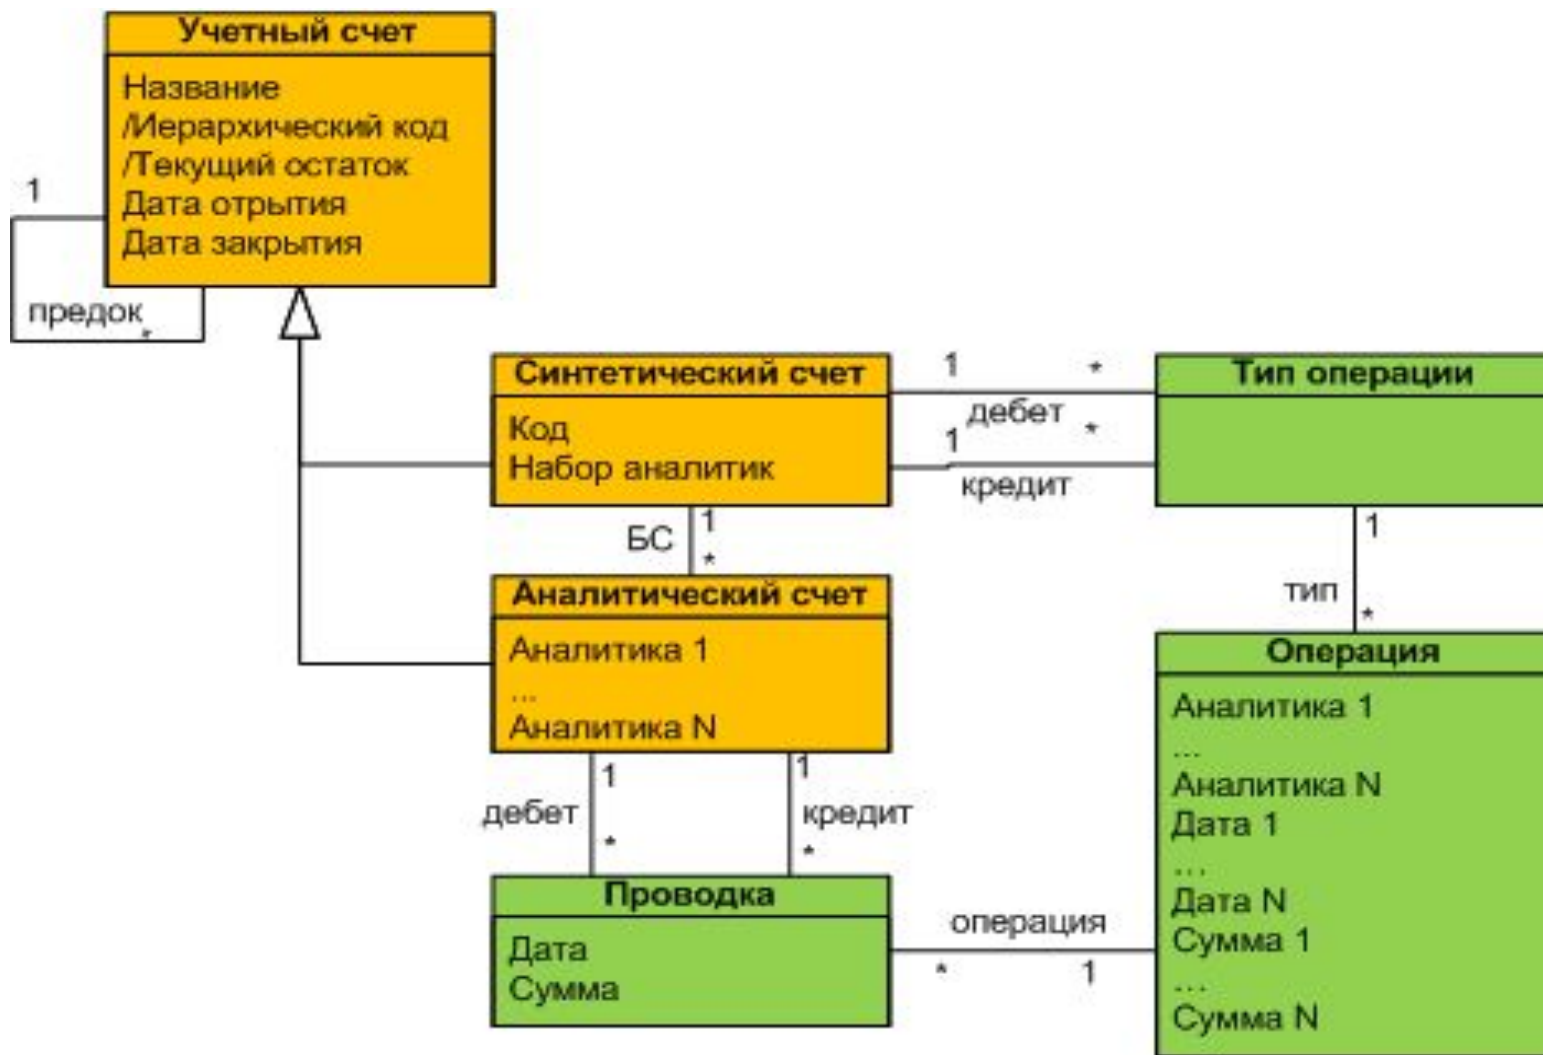 Учетный счет
Название
/Иерархический код
/Текущий остаток
Дата отрытия
Дата закрытия
1
предок
*
Синтетический счет
Код
Набор аналитик
1
*
дебет
1
*
кредит
Тип операции
БС
1
*
1
тип
*
Аналитический счет
Аналитика 1
...
Аналитика N
Операция
Аналитика 1
...
Аналитика N
Дата 1
...
Дата N
Сумма 1
...
Сумма N
1
дебет
*
1
кредит
*
Проводка
Дата
Сумма
операция
*
1